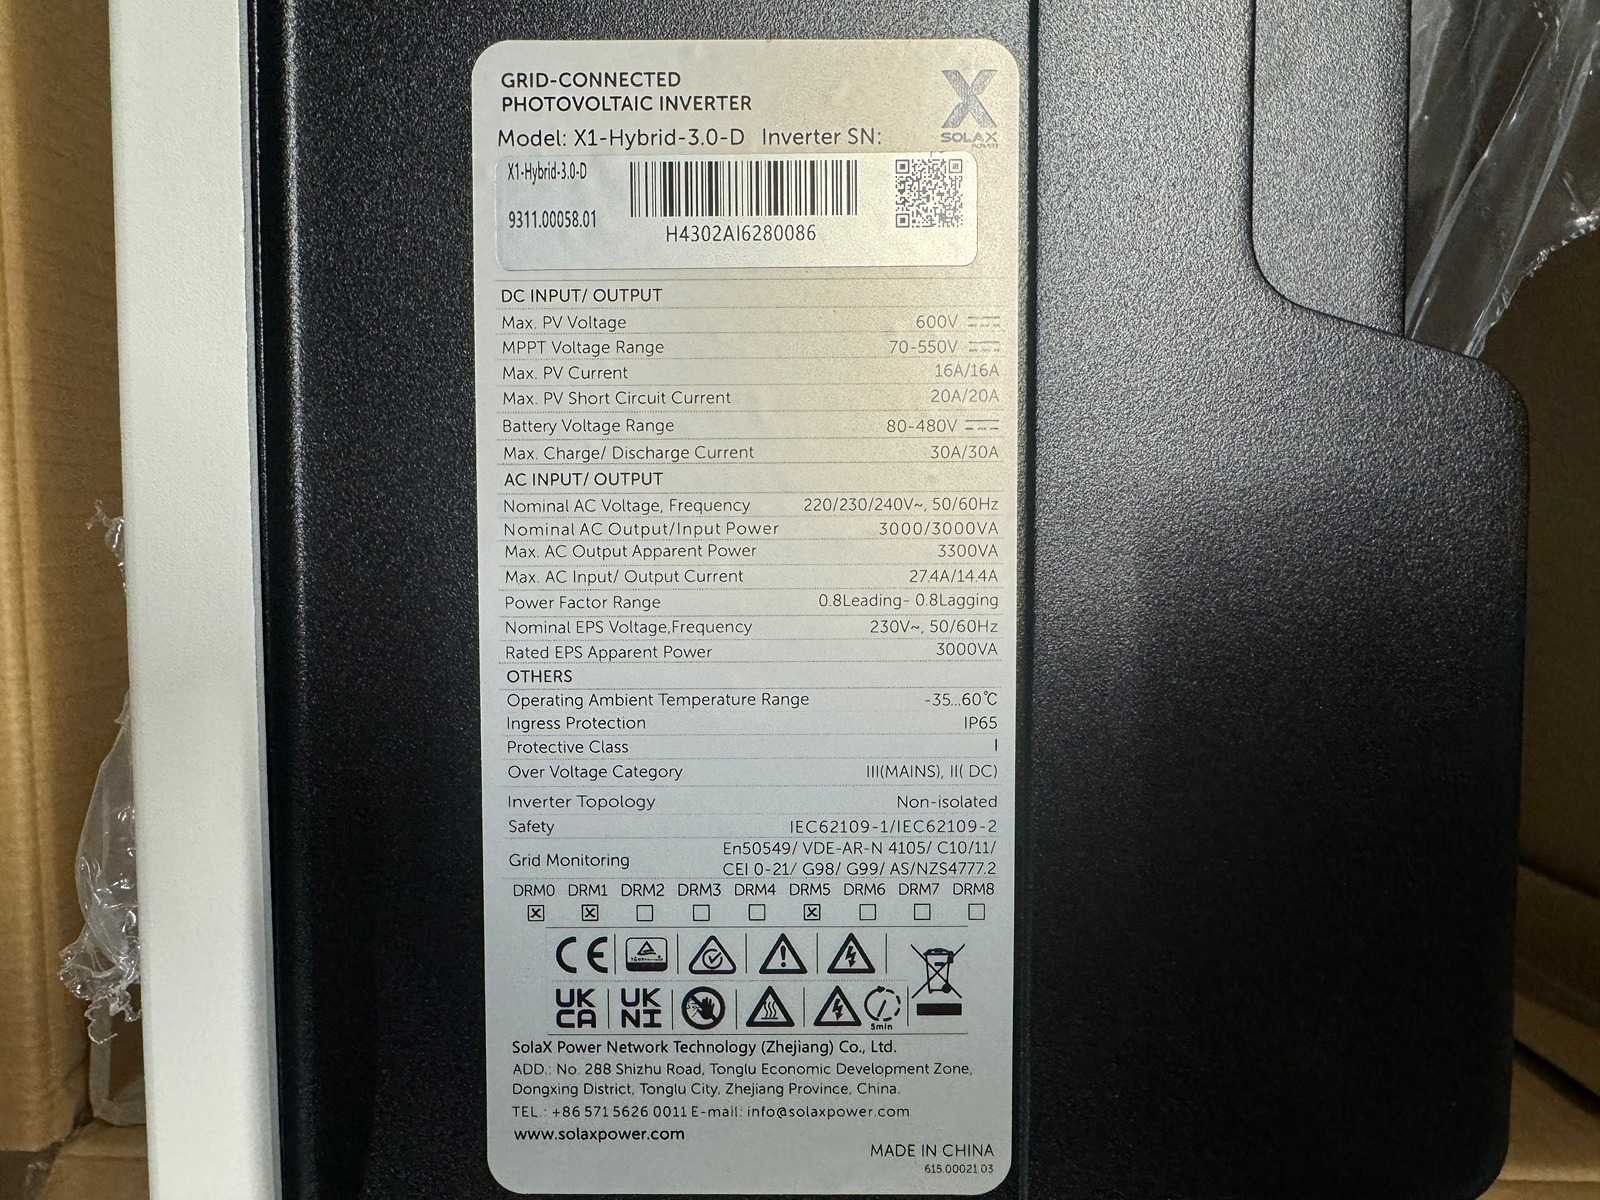 GRID-CONNECTED
PHOTOVOLTAIC INVERTER
SOLAX
POWER
Model: X1-Hybrid-3.0-D Inverter SN:
X1-Hybrid-3.0-D
9311.00058.01
H4302AI6280086
DC INPUT/ OUTPUT
Max. PV Voltage 600V
MPPT Voltage Range 70-550V
Max. PV Current 16A/16A
Max. PV Short Circuit Current 20A/20A
Battery Voltage Range 80-480V
Max. Charge/ Discharge Current 30A/30A
AC INPUT/ OUTPUT
Nominal AC Voltage, Frequency 220/230/240V~, 50/60Hz
Nominal AC Output/Input Power 3000/3000VA
Max. AC Output Apparent Power 3300VA
Max. AC Input/ Output Current 27.4A/14.4A
Power Factor Range 0.8Leading- 0.8Lagging
Nominal EPS Voltage,Frequency 230V~, 50/60Hz
Rated EPS Apparent Power 3000VA
OTHERS
Operating Ambient Temperature Range -35...60℃
Ingress Protection IP65
Protective Class I
Over Voltage Category III(MAINS), II( DC)
Inverter Topology Non-isolated
Safety IEC62109-1/IEC62109-2
Grid Monitoring En50549/ VDE-AR-N 4105/ C10/11/
CEI 0-21/ G98/ G99/ AS/NZS4777.2
DRM0 DRM1 DRM2 DRM3 DRM4 DRM5 DRM6 DRM7 DRM8
CE
UK CA UK NI
5min
SolaX Power Network Technology (Zhejiang) Co., Ltd.
ADD.: No. 288 Shizhu Road, Tonglu Economic Development Zone,
Dongxing District, Tonglu City, Zhejiang Province, China.
TEL.: +86 571 5626 0011 E-mail: info@solaxpower.com
www.solaxpower.com
MADE IN CHINA
615.00021.03